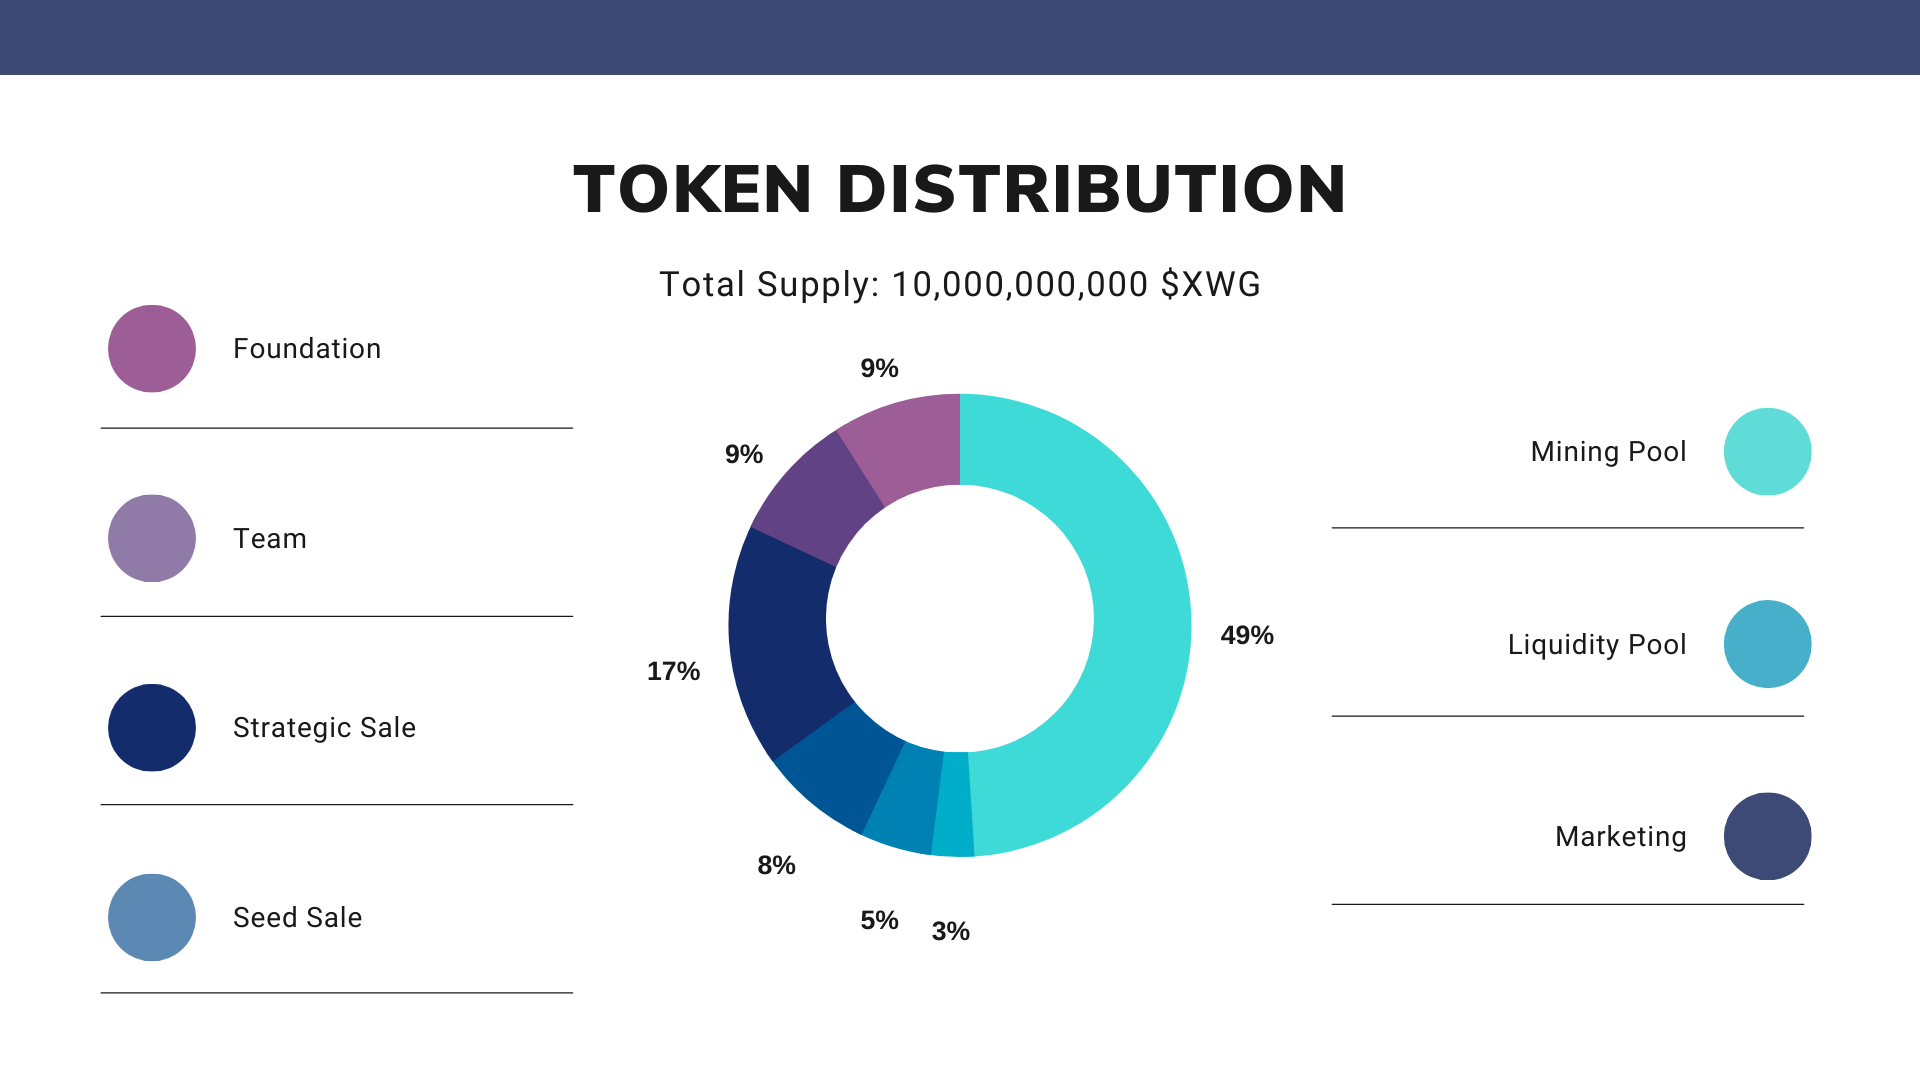 TOKEN DISTRIBUTION
Total Supply: 10,000,000,000 $XWG
Foundation
Team
Strategic Sale
Seed Sale
9%
9%
17%
8%
5%
3%
49%
Mining Pool
Liquidity Pool
Marketing